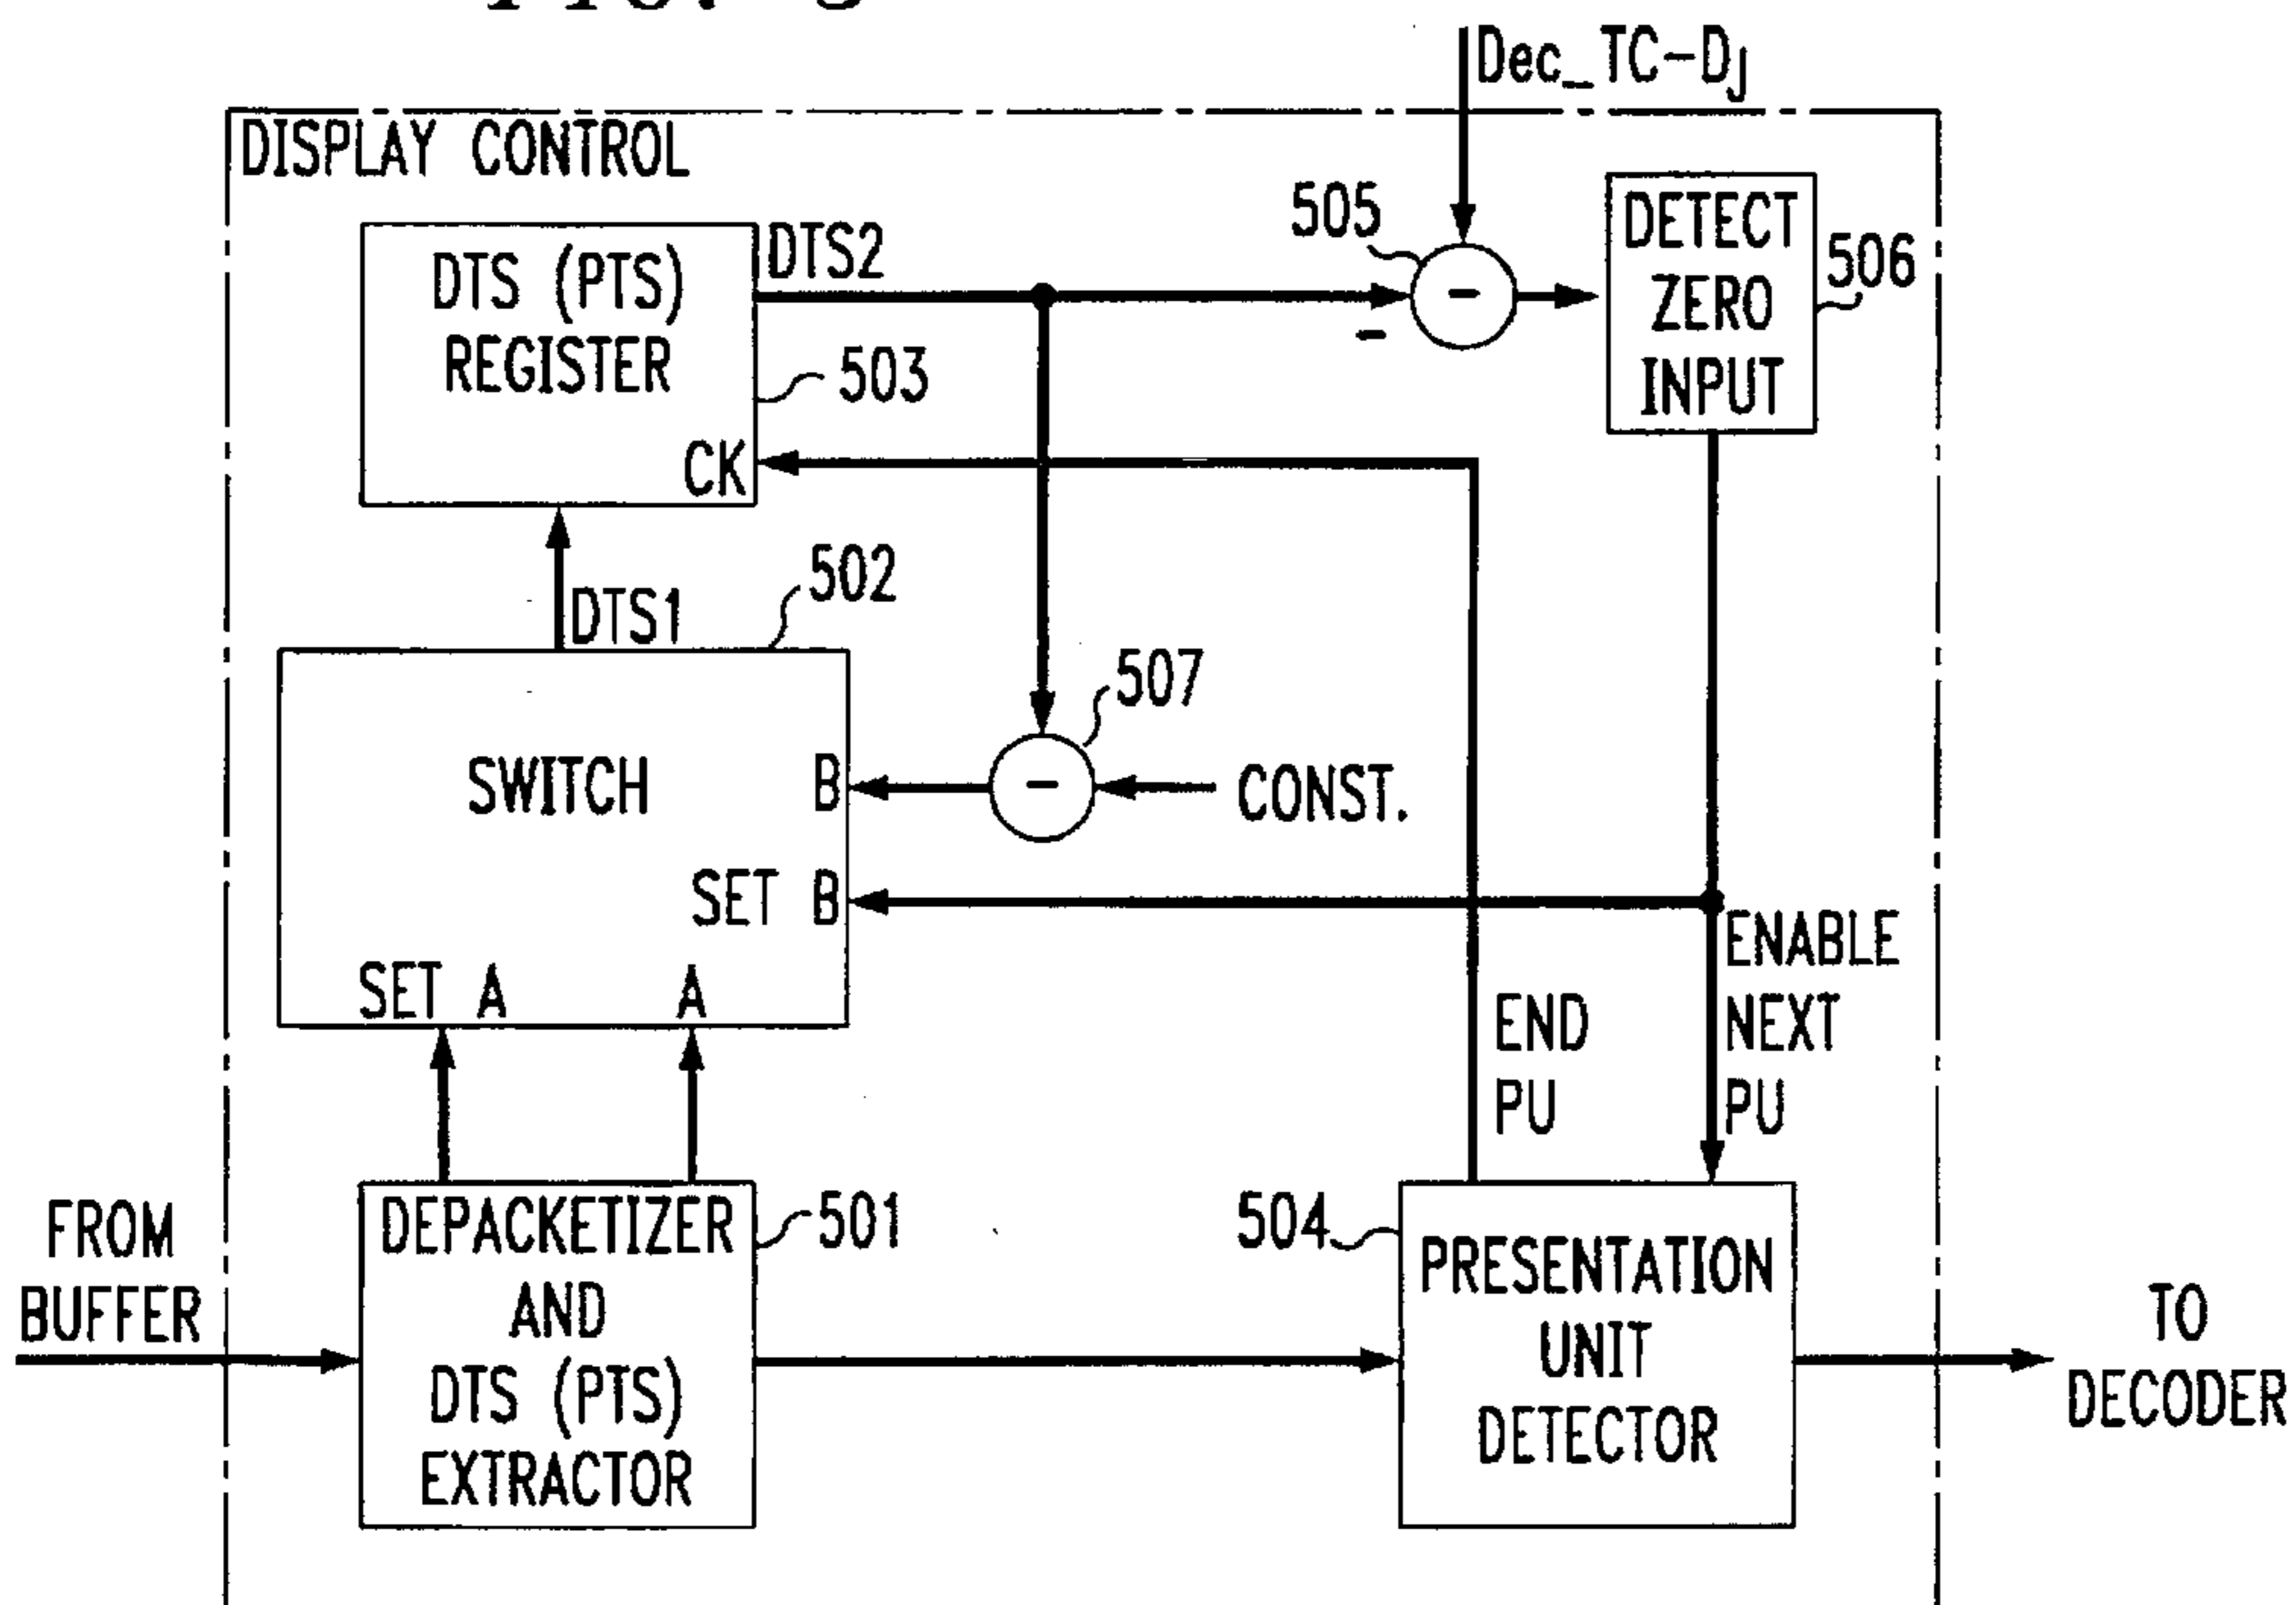 Dec_TC-DJ
DISPLAY CONTROL
DTS (PTS)
REGISTER
CK
503
DTS2
-
505
-
DETECT
ZERO
INPUT
506
DTS1
502
SWITCH
B
SET B
SET A
A
507
-
CONST.
END
PU
ENABLE
NEXT
PU
FROM
BUFFER
DEPACKETIZER
AND
DTS (PTS)
EXTRACTOR
501
504
PRESENTATION
UNIT
DETECTOR
TO
DECODER